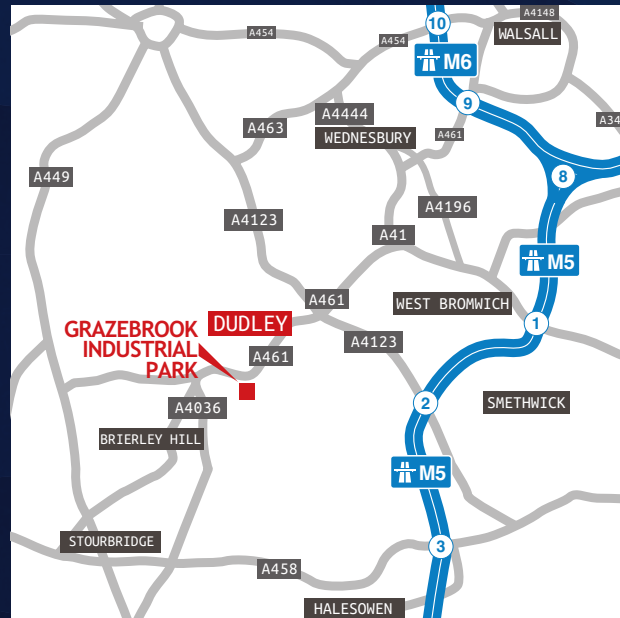 10
A4148
WALSALL
A454
A454
M6
9
A463
A4444
WEDNESBURY
A461
A34
8
A449
A4196
A4123
A41
M5
A461
WEST BROMWICH
DUDLEY
1
GRAZEBROOK
INDUSTRIAL
PARK
A4123
A461
2
SMETHWICK
A4036
BRIERLEY HILL
M5
STOURBRIDGE
3
A458
HALESOWEN